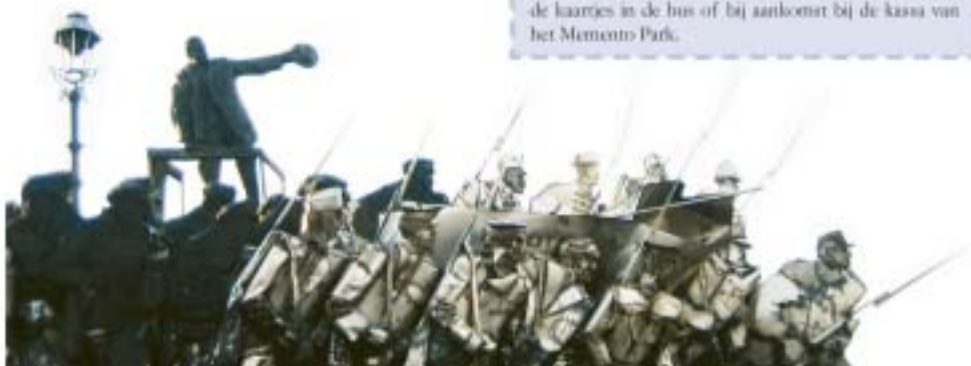 de kaartjes in de bus of bij aankomst bij de kassa van
het Memento Park.